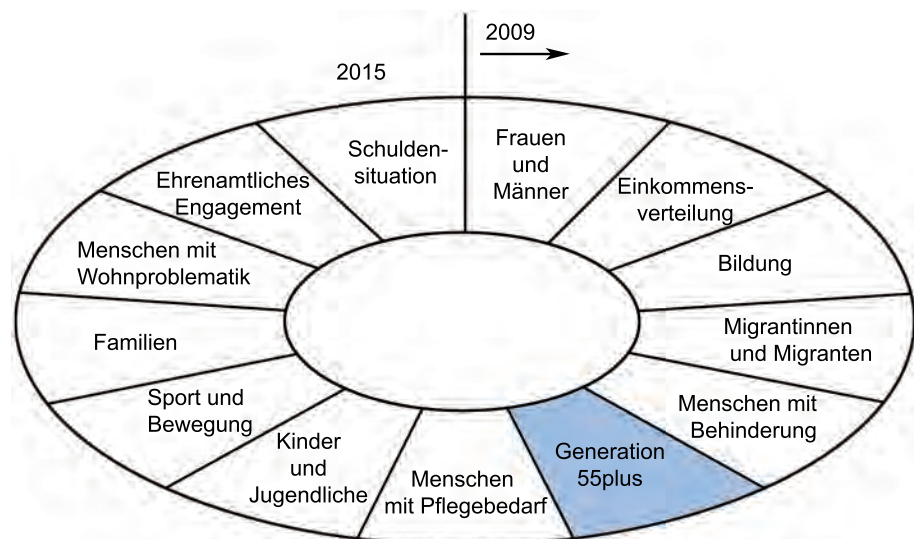 2009
2015
Frauen
und
Männer
Einkommens-
verteilung
Bildung
Migrantinnen
und Migranten
Menschen mit
Behinderung
Generation
55plus
Menschen
mit Pflegebedarf
Kinder
und
Jugendliche
Sport und
Bewegung
Familien
Menschen mit
Wohnproblematik
Ehrenamtliches
Engagement
Schulden-
situation